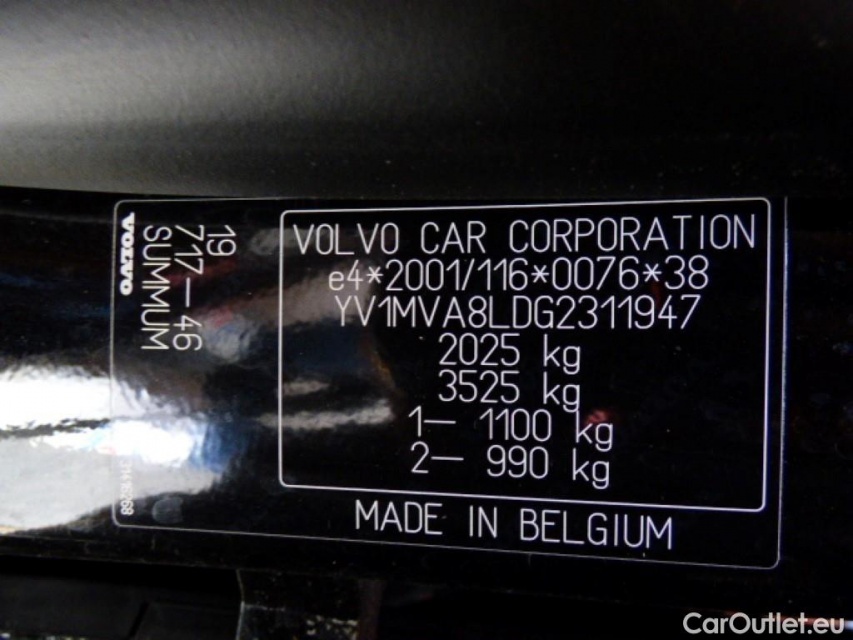 VOLVO
19
717-46
SUMMUM
VOLVO CAR CORPORATION
e4*2001/116*0076*38
YV1MVA8LDG2311947
2025 kg
3525 kg
1- 1100 kg
2- 990 kg
MADE IN BELGIUM
CarOutlet.eu